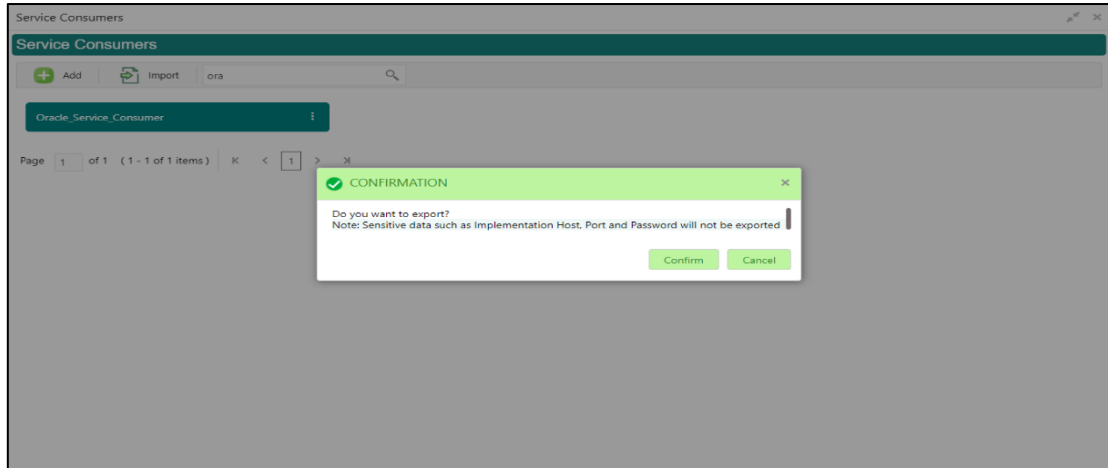 Service Consumers
Service Consumers
Add Import ora
Oracle_Service_Consumer
Page 1 of 1 (1 - 1 of 1 items) K < 1 > >|
CONFIRMATION
Do you want to export?
Note: Sensitive data such as Implementation Host, Port and Password will not be exported
Confirm Cancel